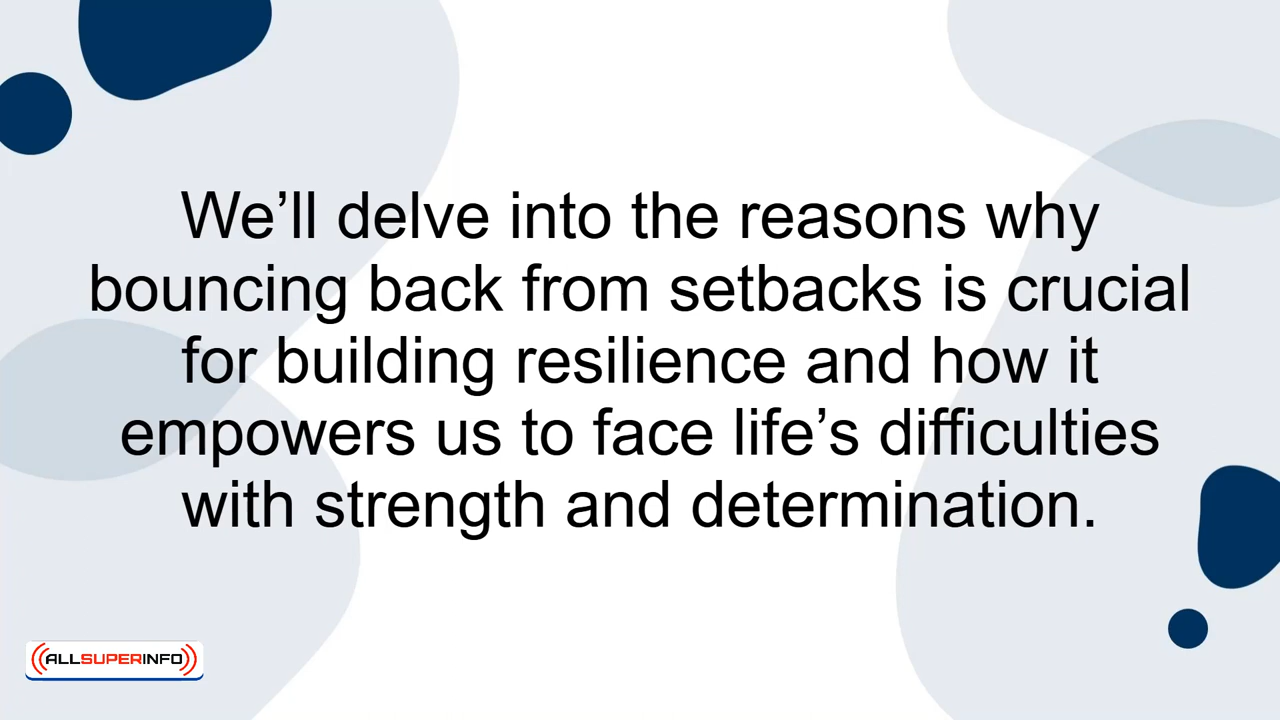 We’ll delve into the reasons why
bouncing back from setbacks is crucial
for building resilience and how it
empowers us to face life’s difficulties
with strength and determination.
ALLSUPERINFO